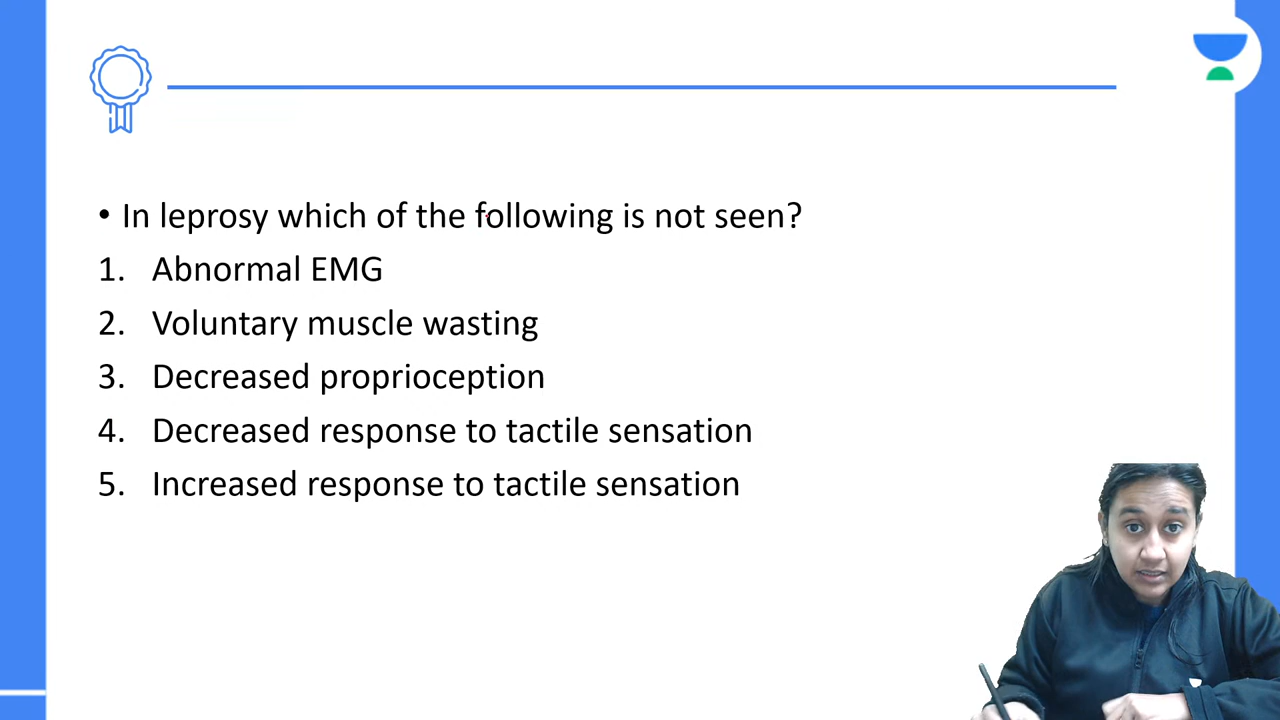 • In leprosy which of the following is not seen?
1. Abnormal EMG
2. Voluntary muscle wasting
3. Decreased proprioception
4. Decreased response to tactile sensation
5. Increased response to tactile sensation